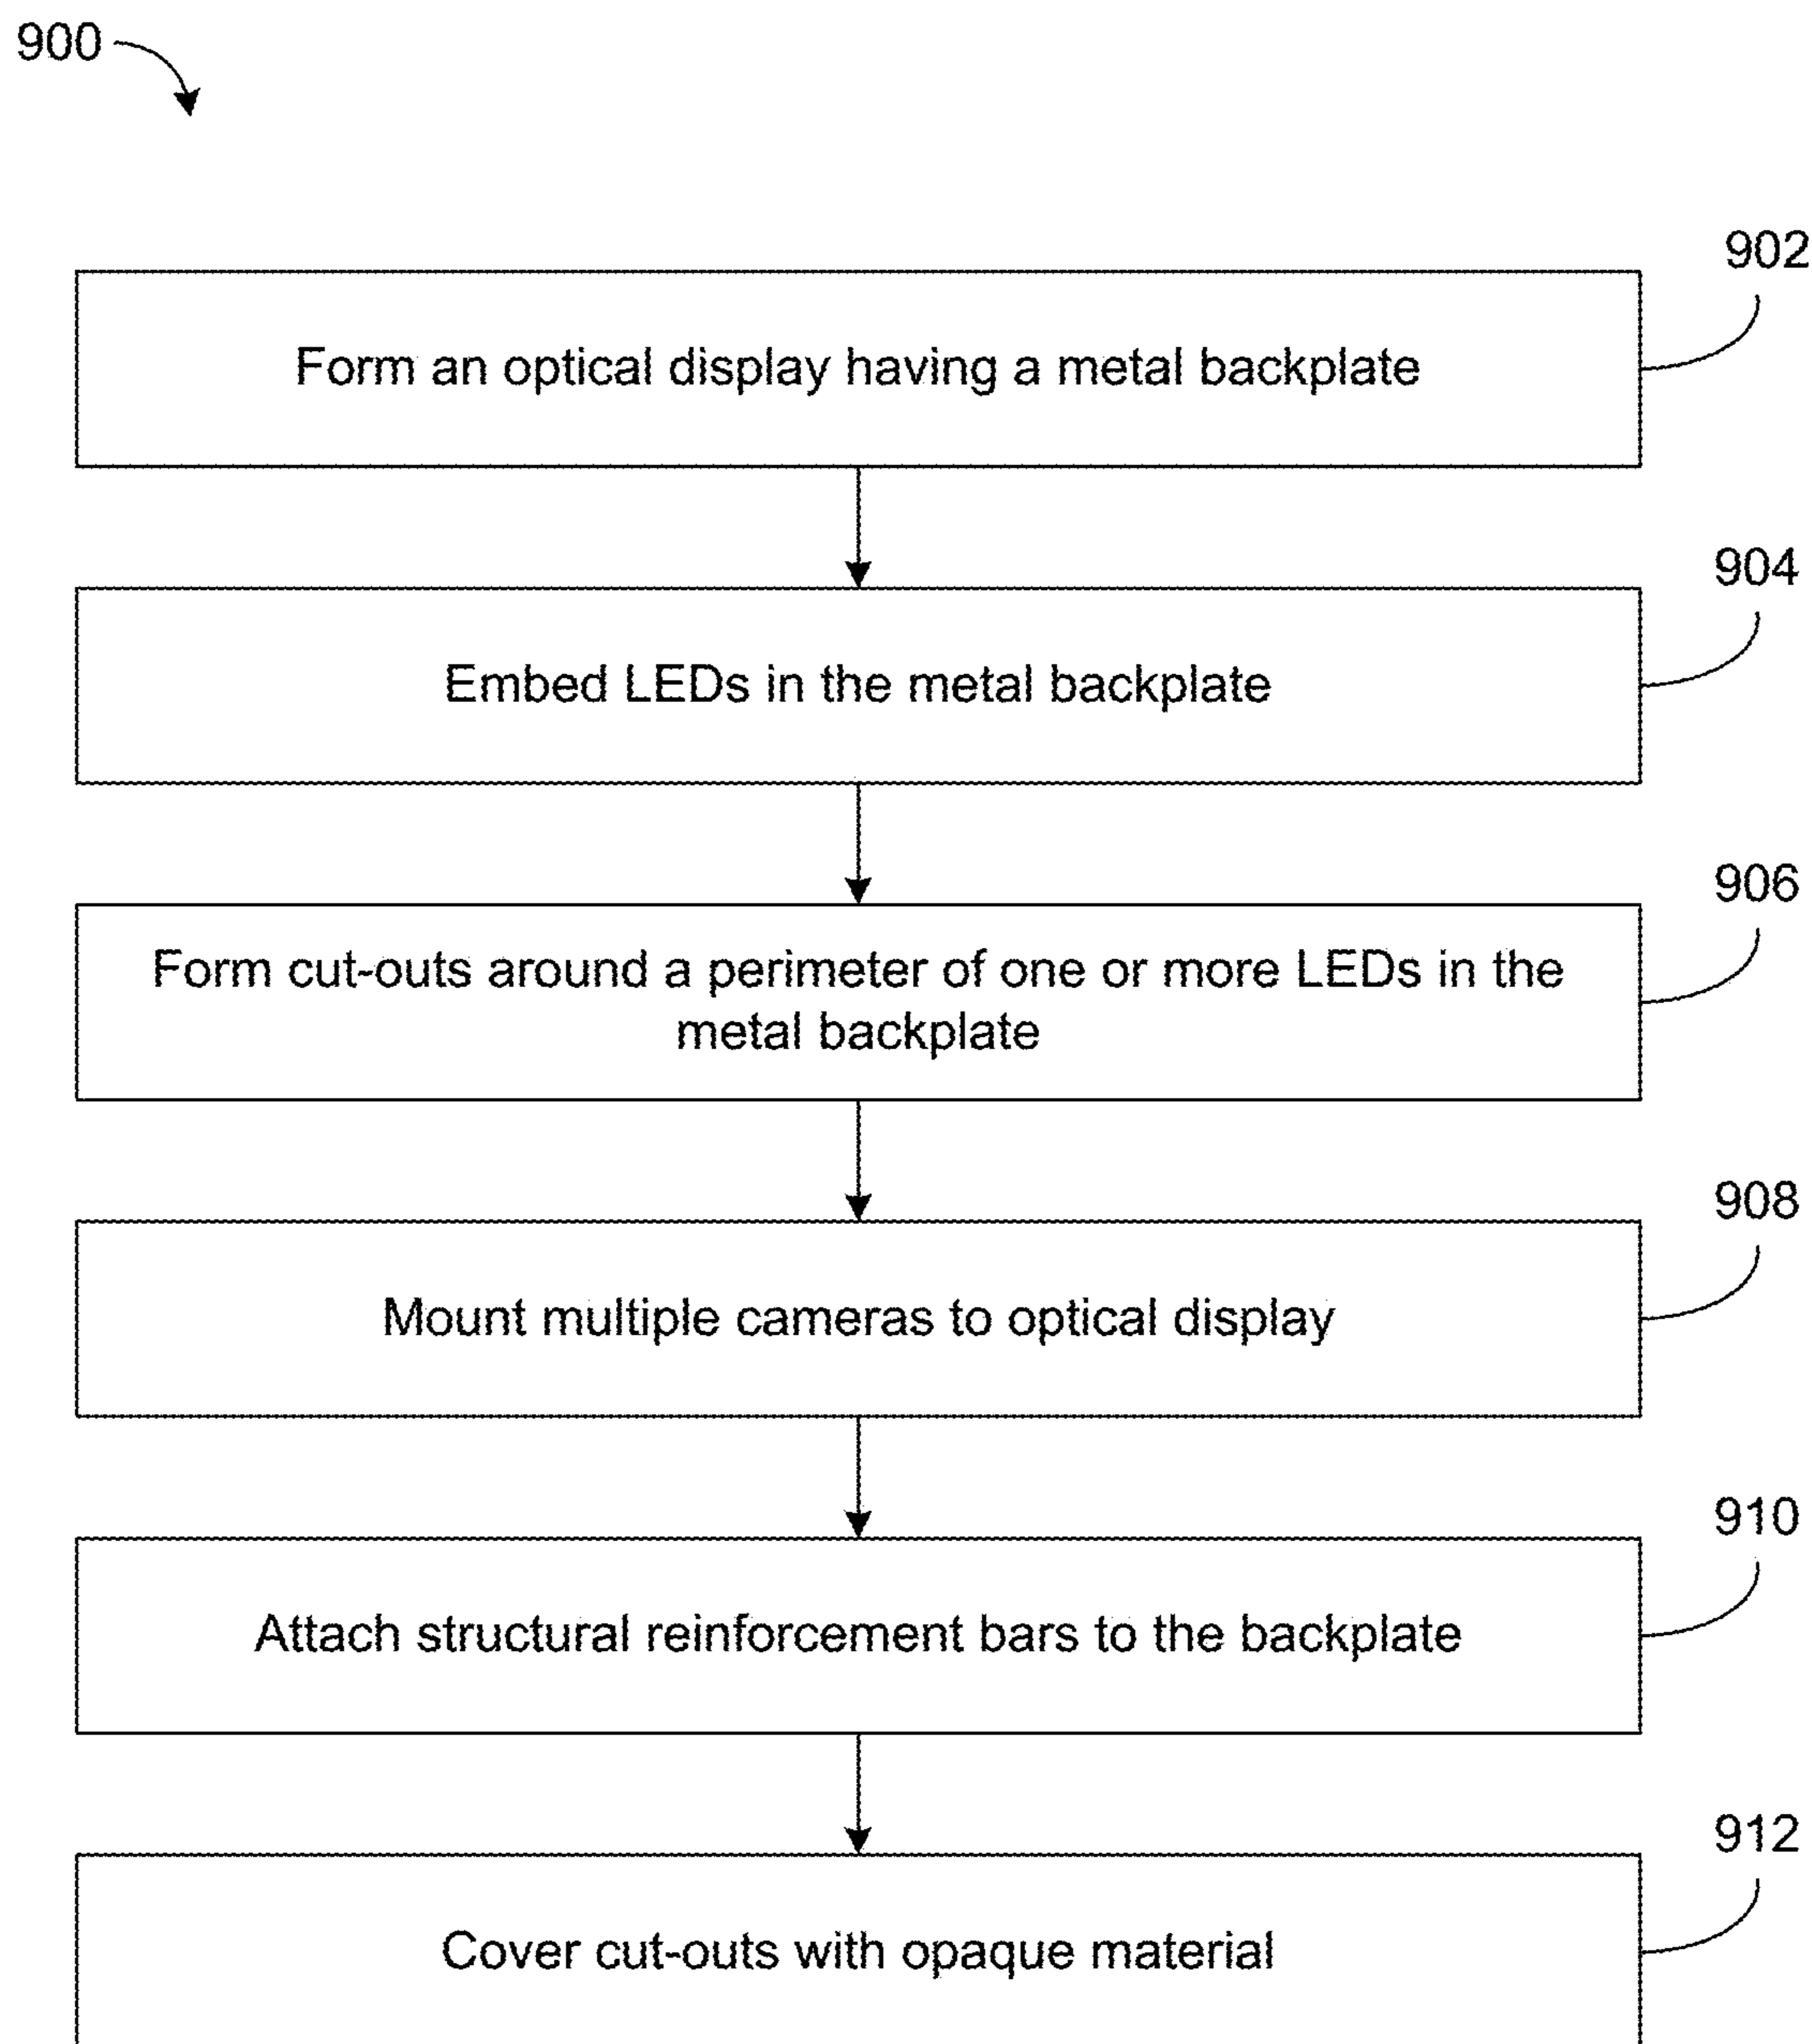 900
902
Form an optical display having a metal backplate
904
Embed LEDs in the metal backplate
906
Form cut-outs around a perimeter of one or more LEDs in the
metal backplate
908
Mount multiple cameras to optical display
910
Attach structural reinforcement bars to the backplate
912
Cover cut-outs with opaque material